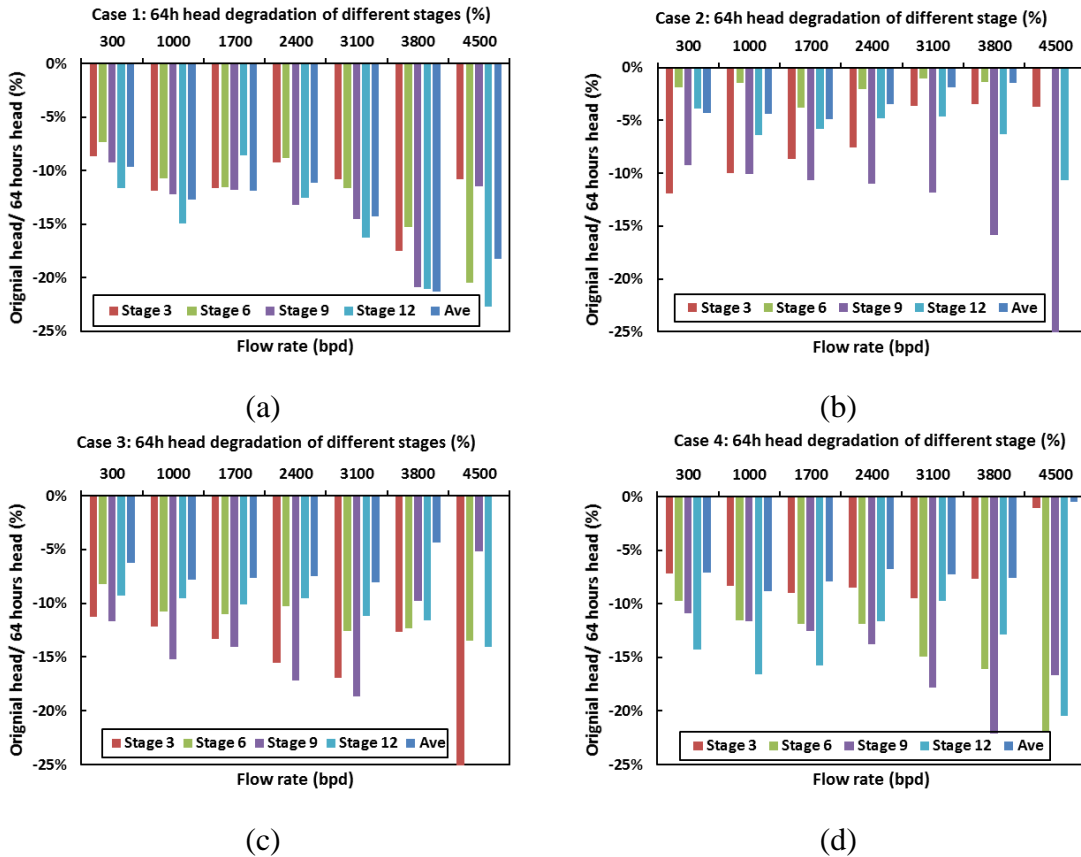 Case 1: 64h head degradation of different stages (%)
300 1000 1700 2400 3100 3800 4500
0%
-5%
-10%
-15%
-20%
-25%
Orignial head/ 64 hours head (%)
Stage 3 Stage 6 Stage 9 Stage 12 Ave
Flow rate (bpd)
(a)
Case 2: 64h head degradation of different stage (%)
300 1000 1700 2400 3100 3800 4500
0%
-5%
-10%
-15%
-20%
-25%
Orignial head/ 64 hours head (%)
Stage 3 Stage 6 Stage 9 Stage 12 Ave
Flow rate (bpd)
(b)
Case 3: 64h head degradation of different stages (%)
300 1000 1700 2400 3100 3800 4500
0%
-5%
-10%
-15%
-20%
-25%
Orignial head/ 64 hours head (%)
Stage 3 Stage 6 Stage 9 Stage 12 Ave
Flow rate (bpd)
(c)
Case 4: 64h head degradation of different stage (%)
300 1000 1700 2400 3100 3800 4500
0%
-5%
-10%
-15%
-20%
-25%
Orignial head/ 64 hours head (%)
Stage 3 Stage 6 Stage 9 Stage 12 Ave
Flow rate (bpd)
(d)